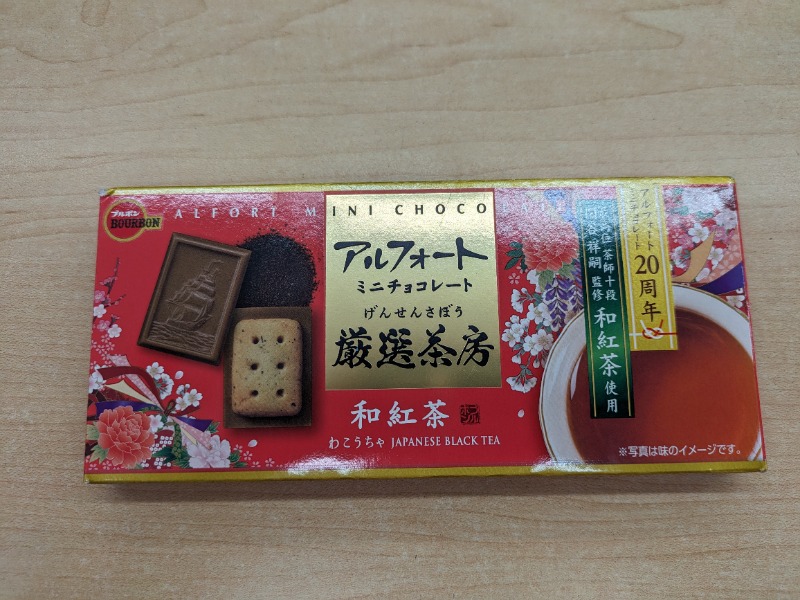 ブルボン
BOURBON
ALFORT MINI CHOCO
アルフォート
ミニチョコレート
げんせんさぼう
厳選茶房
和紅茶
わこうちゃ JAPANESE BLACK TEA
茶師十段
祥嗣 監修
和紅茶使用
アルフォート
ミニチョコレート
20周年
※写真は味のイメージです。